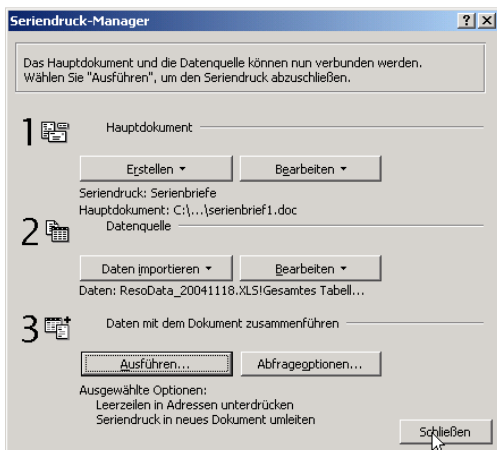 Seriendruck-Manager
Das Hauptdokument und die Datenquelle können nun verbunden werden.
Wählen Sie "Ausführen", um den Seriendruck abzuschließen.
1 Hauptdokument
Erstellen Bearbeiten
Seriendruck: Serienbriefe
Hauptdokument: C:\...\serienbrief1.doc
2 Datenquelle
Daten importieren Bearbeiten
Daten: ResoData_20041118.XLS!Gesamtes Tabell...
3 Daten mit dem Dokument zusammenführen
Ausführen... Abfrageoptionen...
Ausgewählte Optionen:
Leerzeilen in Adressen unterdrücken
Seriendruck in neues Dokument umleiten
Schließen